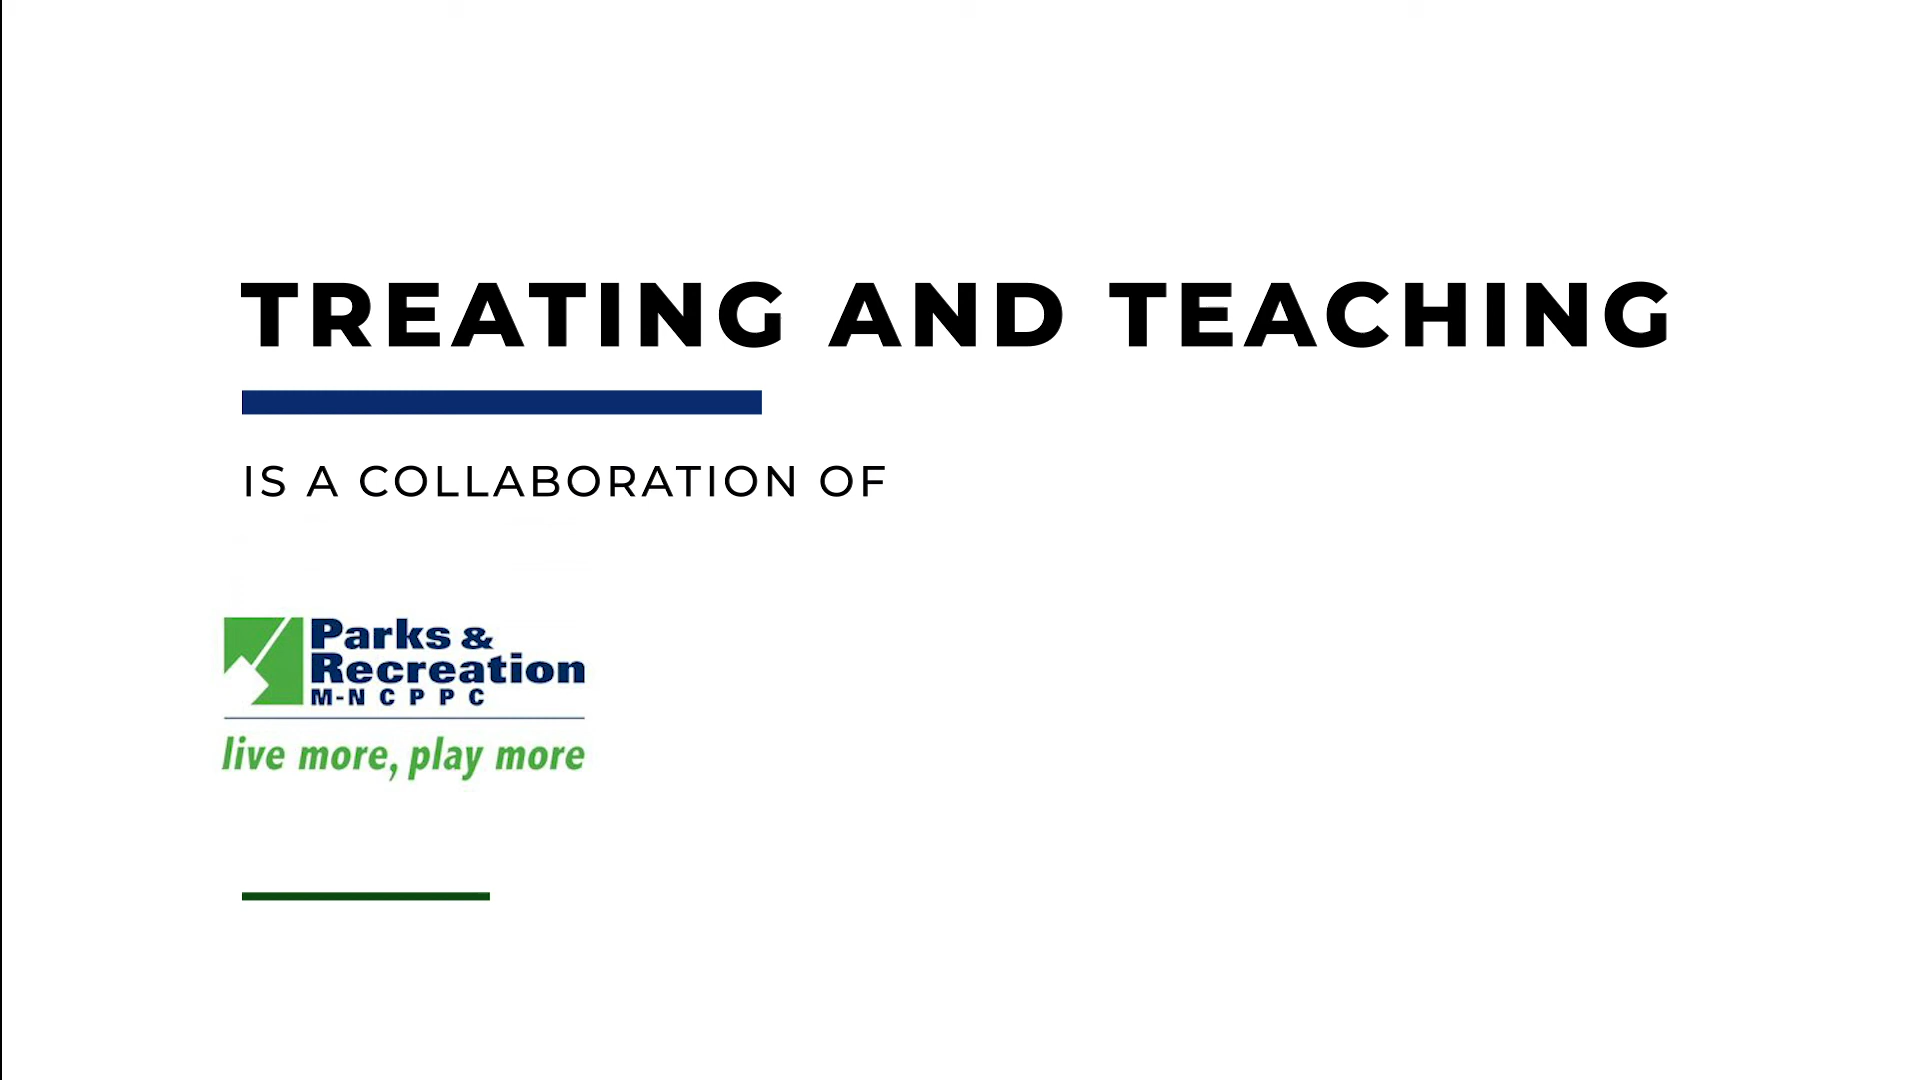 TREATING AND TEACHING
IS A COLLABORATION OF
Parks &
Recreation
M-NCPPC
live more, play more